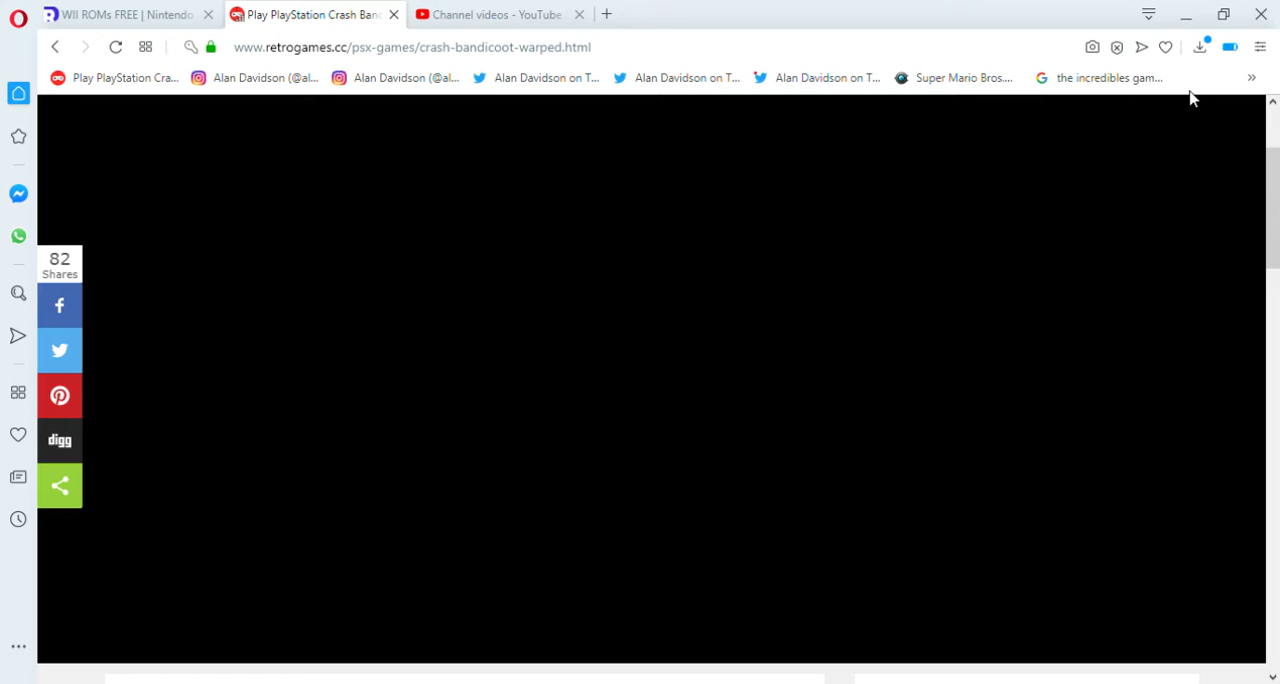 WII ROMs FREE | Nintendo
Play PlayStation Crash Banc
Channel videos - YouTube
www.retrogames.cc/psx-games/crash-bandicoot-warped.html
Play PlayStation Cra...
Alan Davidson (@al...
Alan Davidson (@al...
Alan Davidson on T...
Alan Davidson on T...
Alan Davidson on T...
Super Mario Bros....
the incredibles gam...
82
Shares
digg